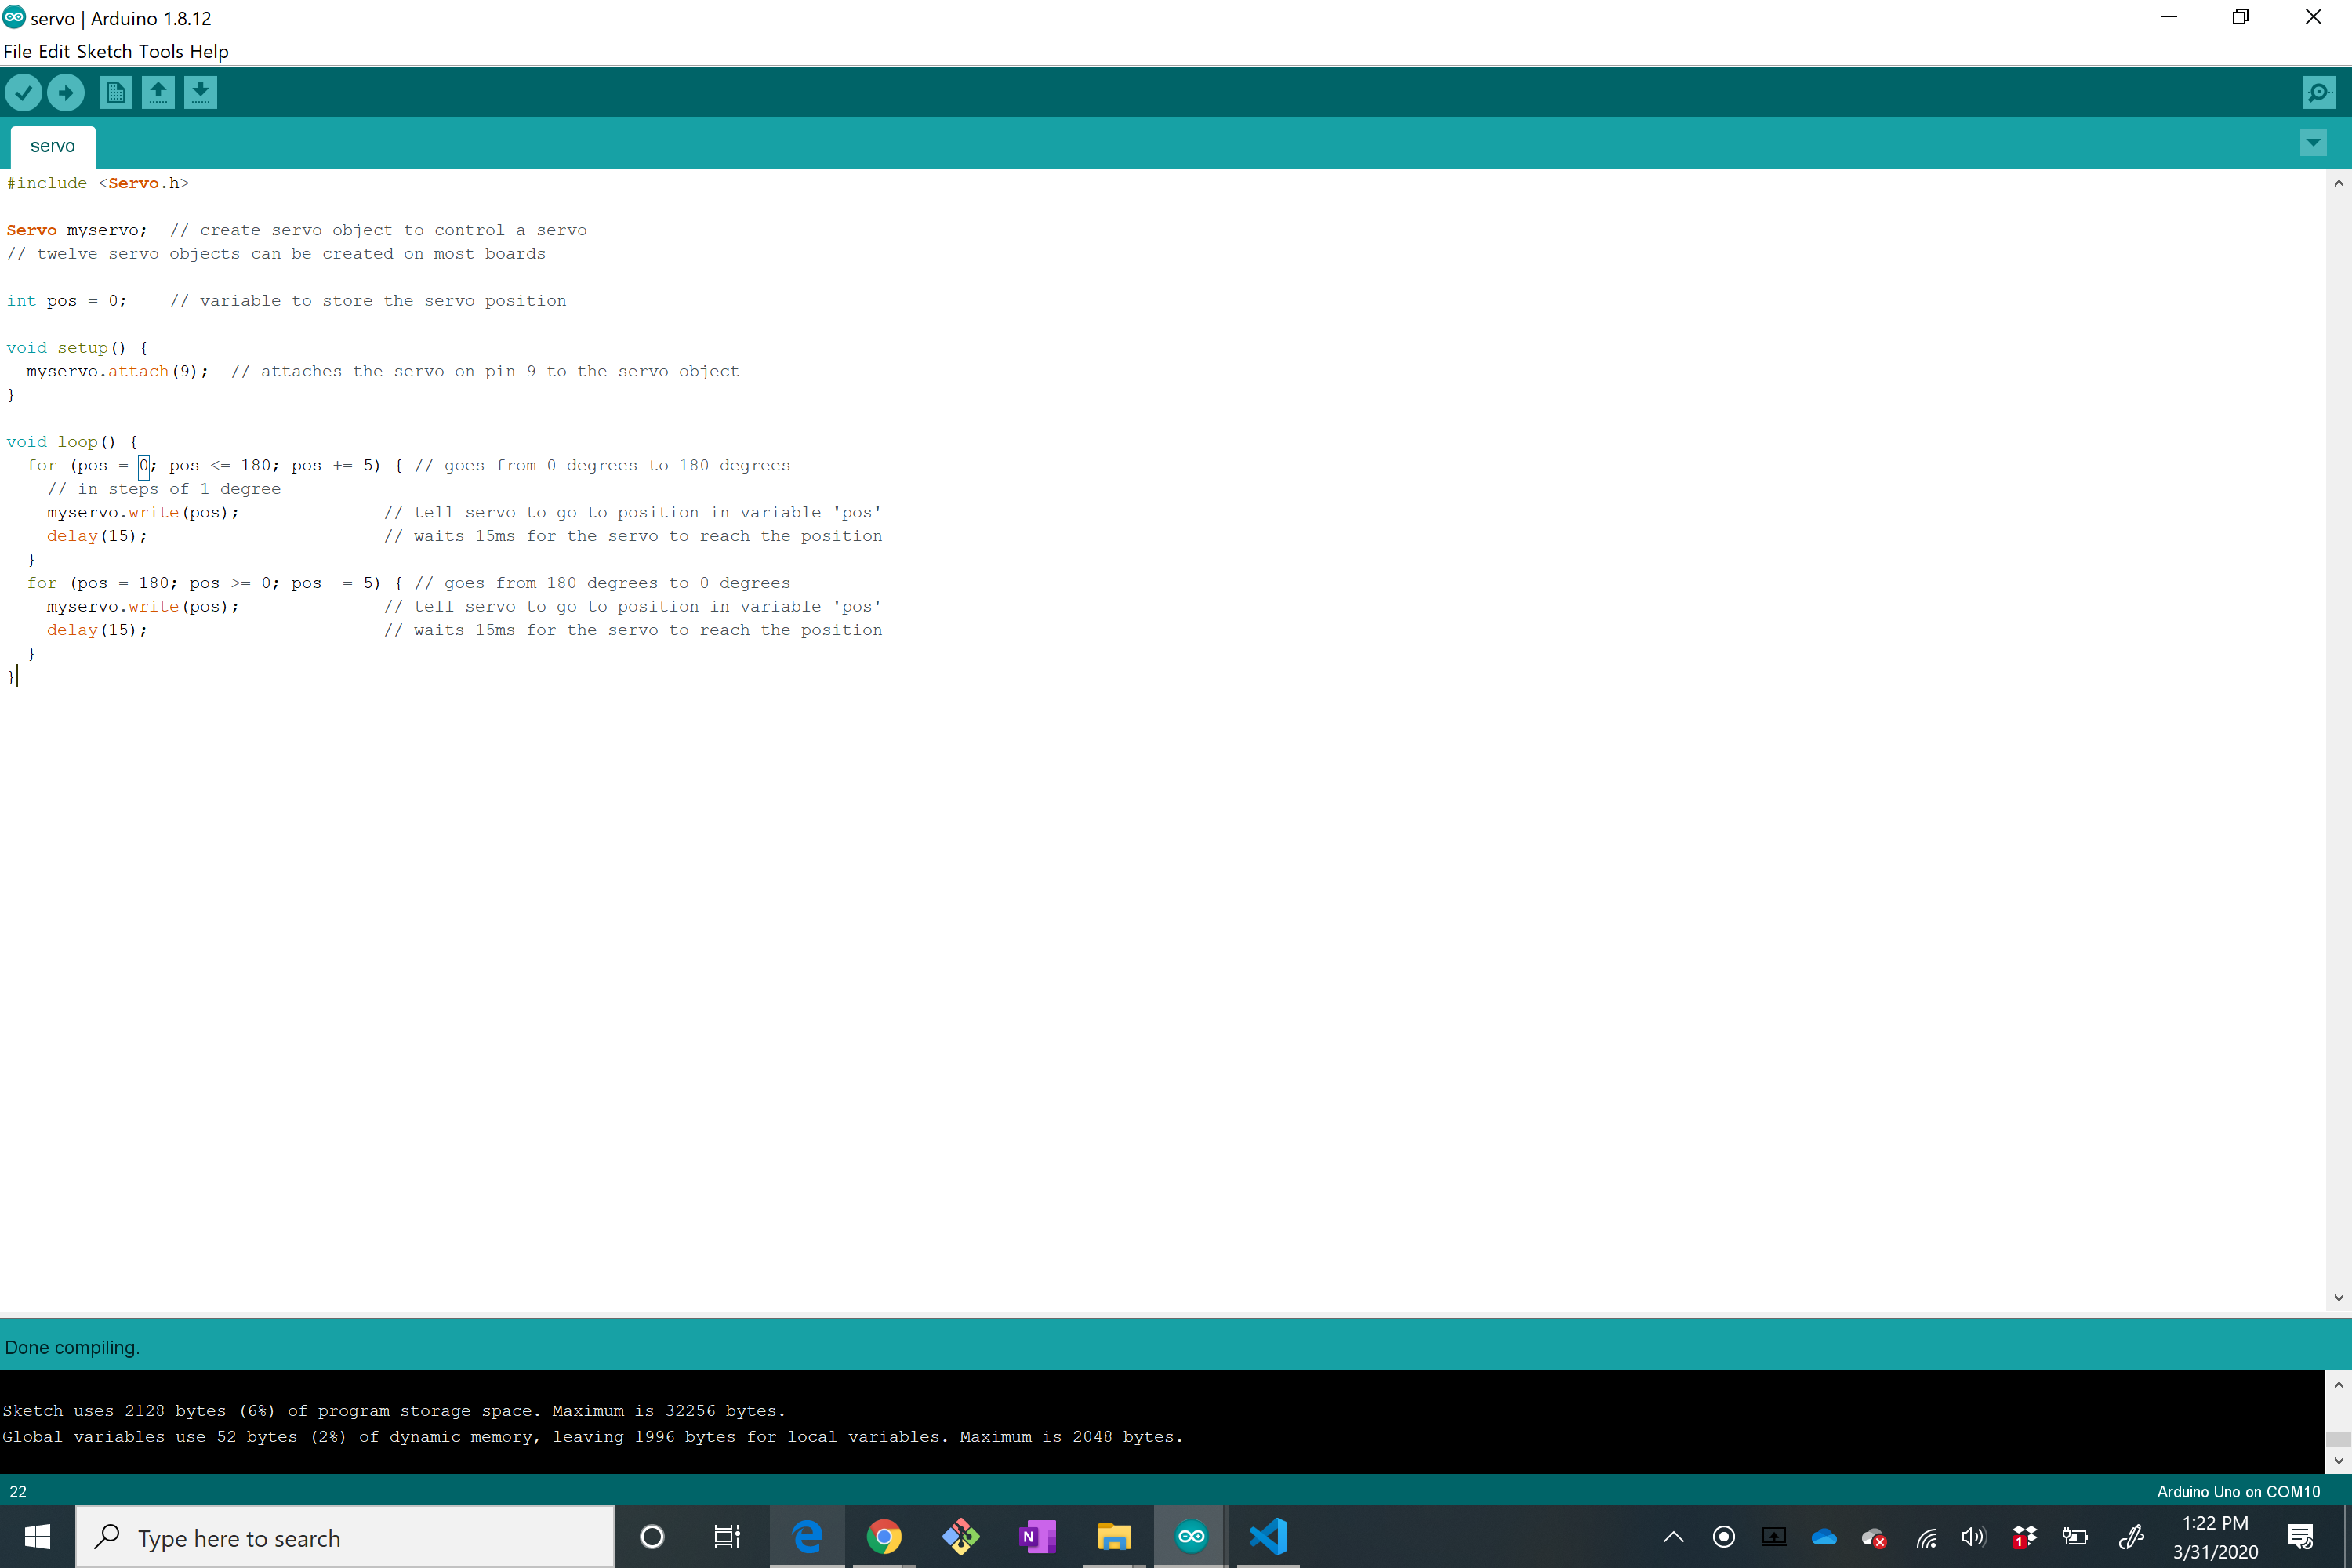 servo | Arduino 1.8.12
File Edit Sketch Tools Help
servo
#include <Servo.h>
Servo myservo;  // create servo object to control a servo
// twelve servo objects can be created on most boards
int pos = 0;    // variable to store the servo position
void setup() {
  myservo.attach(9);  // attaches the servo on pin 9 to the servo object
}
void loop() {
  for (pos = 0; pos <= 180; pos += 5) { // goes from 0 degrees to 180 degrees
    // in steps of 1 degree
    myservo.write(pos);              // tell servo to go to position in variable 'pos'
    delay(15);                       // waits 15ms for the servo to reach the position
  }
  for (pos = 180; pos >= 0; pos -= 5) { // goes from 180 degrees to 0 degrees
    myservo.write(pos);              // tell servo to go to position in variable 'pos'
    delay(15);                       // waits 15ms for the servo to reach the position
  }
}
Done compiling.
Sketch uses 2128 bytes (6%) of program storage space. Maximum is 32256 bytes.
Global variables use 52 bytes (2%) of dynamic memory, leaving 1996 bytes for local variables. Maximum is 2048 bytes.
22
Arduino Uno on COM10
Type here to search
N
1
1:22 PM
3/31/2020